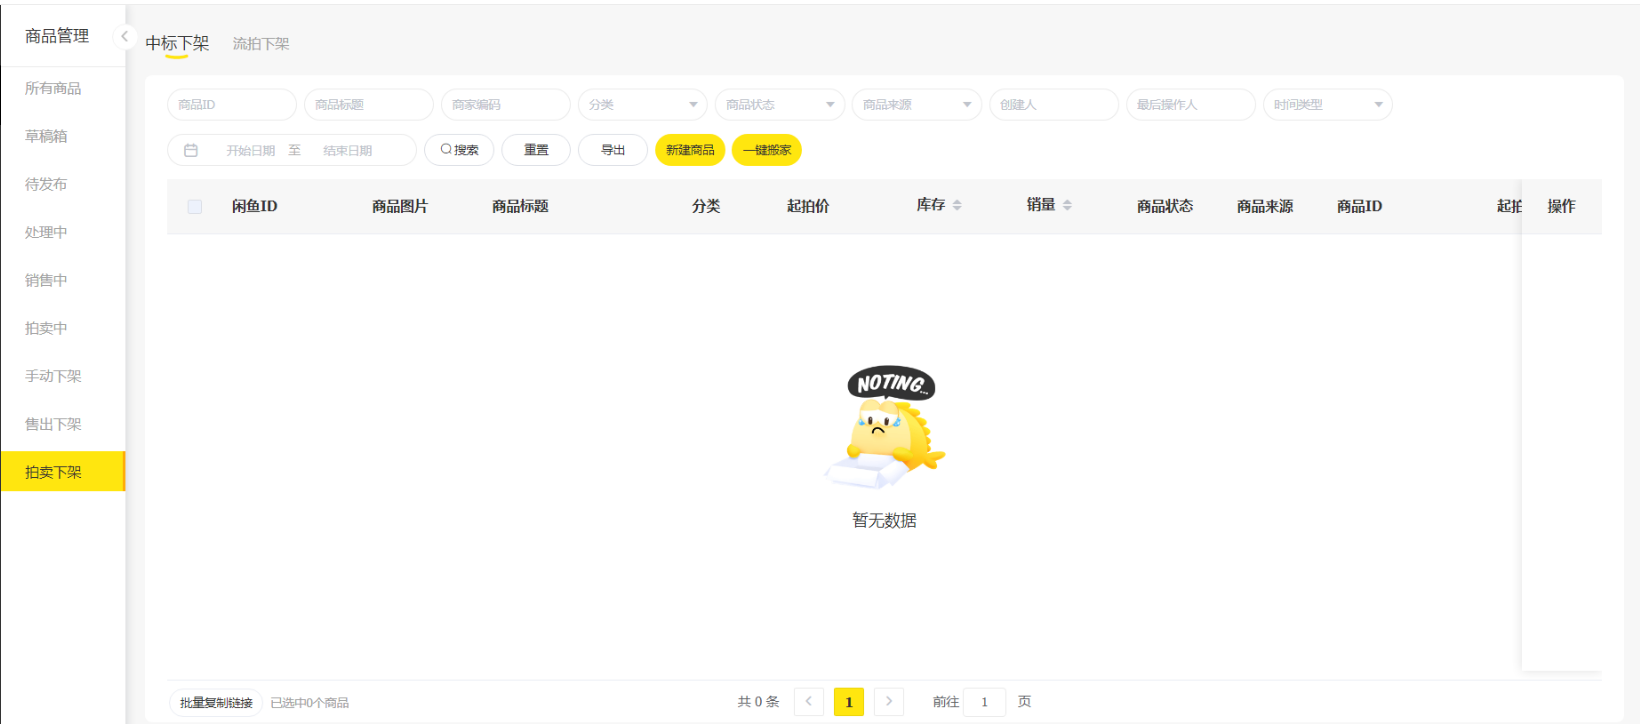 商品管理
所有商品
草稿箱
待发布
处理中
销售中
拍卖中
手动下架
售出下架
拍卖下架
中标下架 流拍下架
商品ID 商品标题 商家编码 分类 商品状态 商品来源 创建人 最后操作人 时间类型
开始日期 至 结束日期 搜索 重置 导出 新建商品 一键搬家
闲鱼ID 商品图片 商品标题 分类 起拍价 库存 销量 商品状态 商品来源 商品ID 起拍 操作
NOTING...
暂无数据
批量复制链接 已选中0个商品 共 0 条 1 前往 1 页